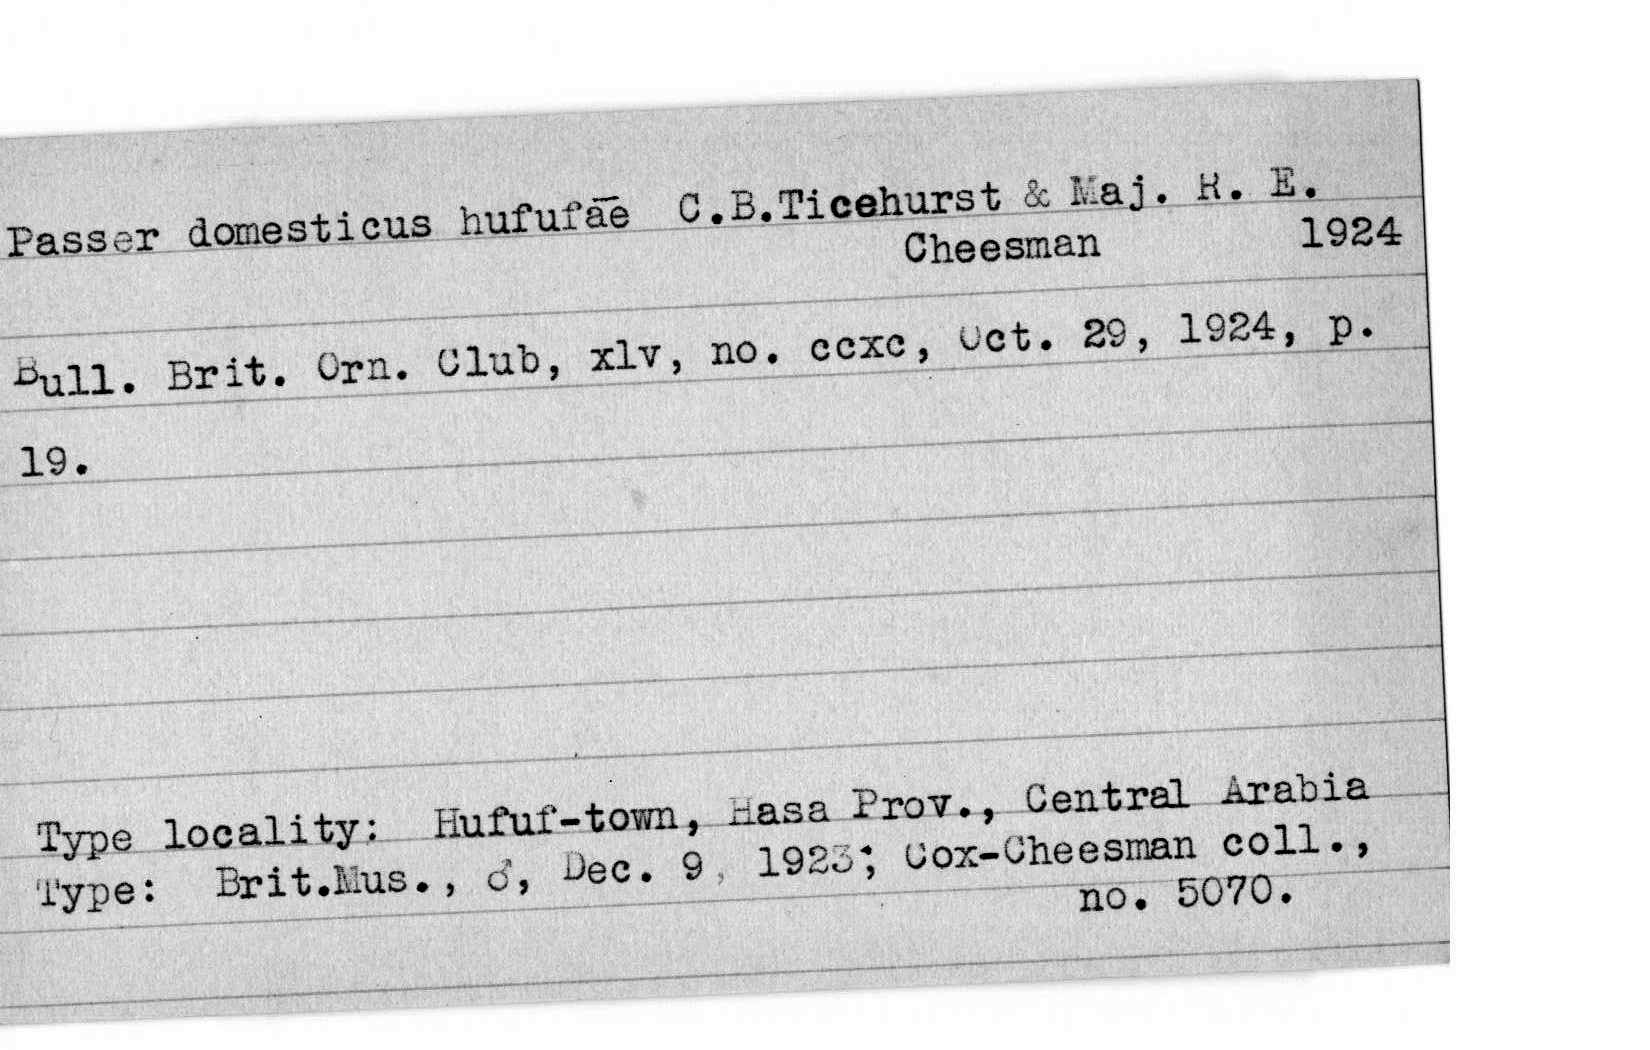 Passer domesticus hufufa̅e̅ C.B.Ticehurst & Maj. R. E.
Cheesman 1924
Bull. Brit. Orn. Club, xlv, no. ccxc, Oct. 29, 1924, p.
19.
Type locality: Hufuf-town, Hasa Prov., Central Arabia
Type: Brit.Mus., ♂, Dec. 9, 1923; Cox-Cheesman coll.,
no. 5070.